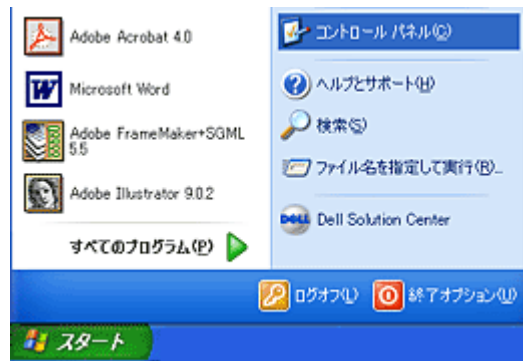 Adobe Acrobat 4.0
Microsoft Word
Adobe FrameMaker+SGML
5.5
Adobe Illustrator 9.0.2
すべてのプログラム(P)
コントロール パネル(C)
ヘルプとサポート(H)
検索(S)
ファイル名を指定して実行(R)...
DELL
Dell Solution Center
ログオフ(L)
終了オプション(U)
スタート